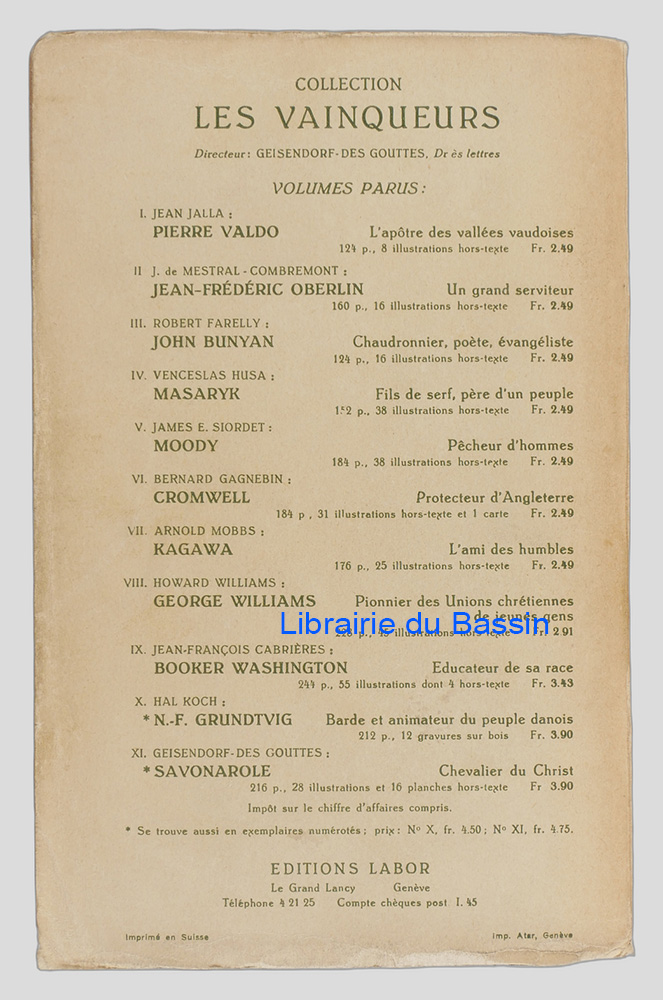 COLLECTION
LES VAINQUEURS
Directeur: GEISENDORF-DES GOUTTES, Dr ès lettres
VOLUMES PARUS:
I. JEAN JALLA :
PIERRE VALDO L'apôtre des vallées vaudoises
124 p., 8 illustrations hors-texte Fr. 2.49
II J. de MESTRAL-COMBREMONT :
JEAN-FRÉDÉRIC OBERLIN Un grand serviteur
160 p., 16 illustrations hors-texte Fr. 2.49
III. ROBERT FARELLY :
JOHN BUNYAN Chaudronnier, poète, évangéliste
124 p., 16 illustrations hors-texte Fr. 2.49
IV. VENCESLAS HUSA :
MASARYK Fils de serf, père d'un peuple
p., 38 illustrations hors-texte Fr. 2.49
V. JAMES E. SIORDET :
MOODY Pêcheur d'hommes
184 p., 38 illustrations hors-texte Fr. 2.49
VI. BERNARD GAGNEBIN :
CROMWELL Protecteur d'Angleterre
184 p , 31 illustrations hors-texte et 1 carte Fr. 2.49
VII. ARNOLD MOBBS :
KAGAWA L'ami des humbles
176 p., 25 illustrations hors-texte Fr. 2.49
VIII. HOWARD WILLIAMS :
GEORGE WILLIAMS Pionnier des Unions chrétiennes
de jeunes gens
Librairie du Bassin
illustrations hors-texte Fr 2.91
IX. JEAN-FRANÇOIS CABRIÈRES :
BOOKER WASHINGTON Educateur de sa race
244 p., 55 illustrations dont 4 hors-texte Fr. 3.43
X. HAL KOCH :
* N.-F. GRUNDTVIG Barde et animateur du peuple danois
212 p., 12 gravures sur bois Fr. 3.90
XI. GEISENDORF-DES GOUTTES :
* SAVONAROLE Chevalier du Christ
216 p., 28 illustrations et 16 planches hors-texte Fr 3.90
Impôt sur le chiffre d'affaires compris.
* Se trouve aussi en exemplaires numérotés ; prix : Nº X, fr. 4.50 ; Nº XI, fr. 4.75.
EDITIONS LABOR
Le Grand Lancy Genève
Téléphone 4 21 25 Compte chèques post I. 45
Imprimé en Suisse Imp. Atar, Genève